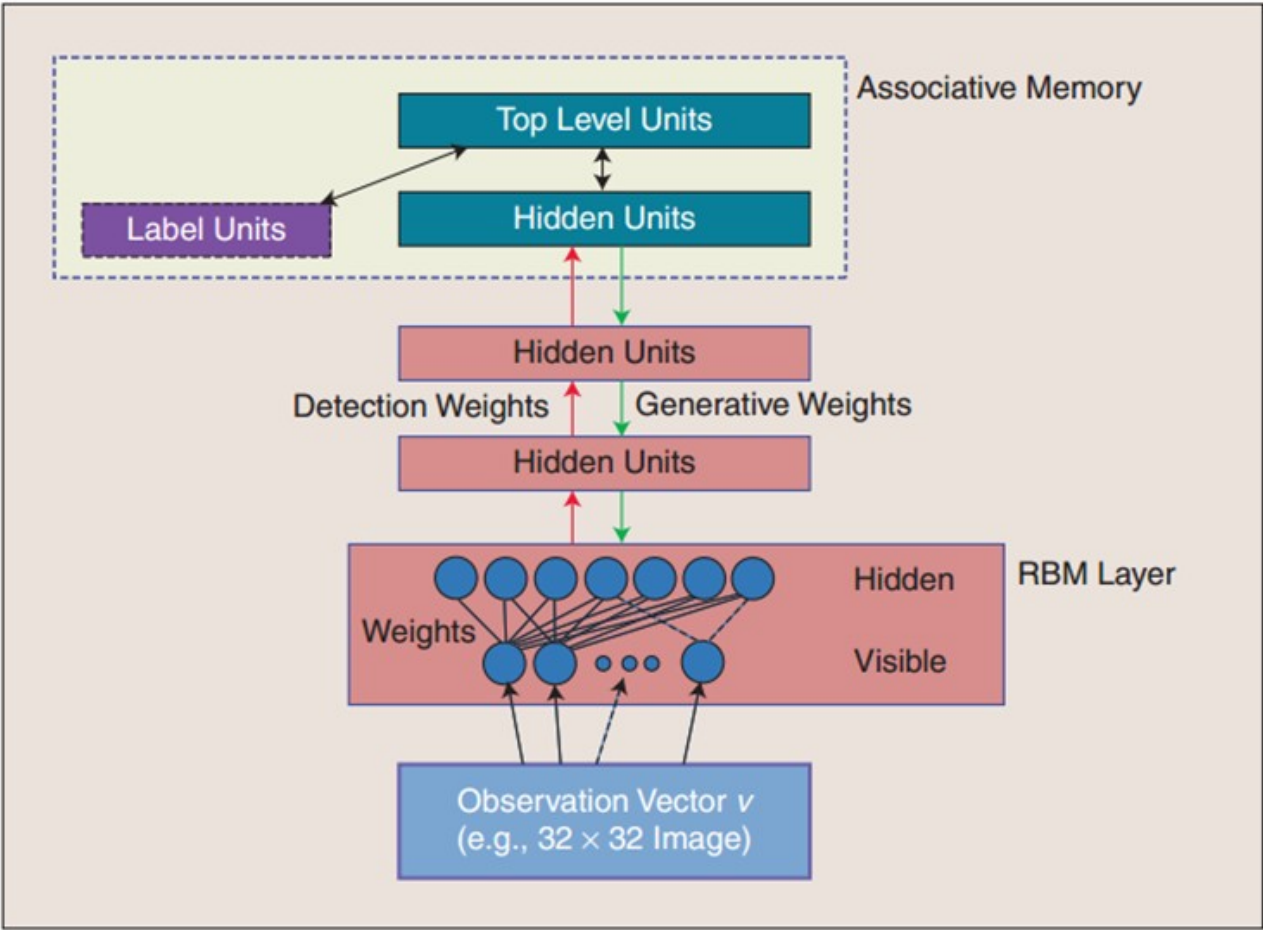 Associative Memory
Top Level Units
Label Units
Hidden Units
Hidden Units
Detection Weights
Generative Weights
Hidden Units
RBM Layer
Hidden
Weights
Visible
Observation Vector v
(e.g., 32 × 32 Image)